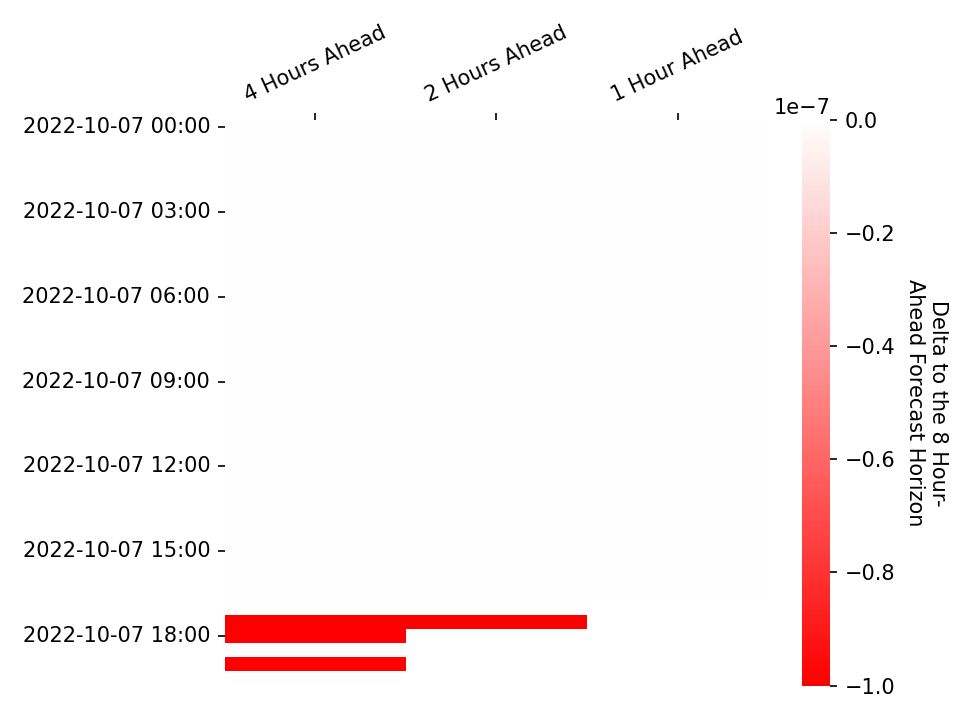 4 Hours Ahead
2 Hours Ahead
1 Hour Ahead
2022-10-07 00:00
2022-10-07 03:00
2022-10-07 06:00
2022-10-07 09:00
2022-10-07 12:00
2022-10-07 15:00
2022-10-07 18:00
1e−7
0.0
−0.2
−0.4
−0.6
−0.8
−1.0
Delta to the 8 Hour-
Ahead Forecast Horizon